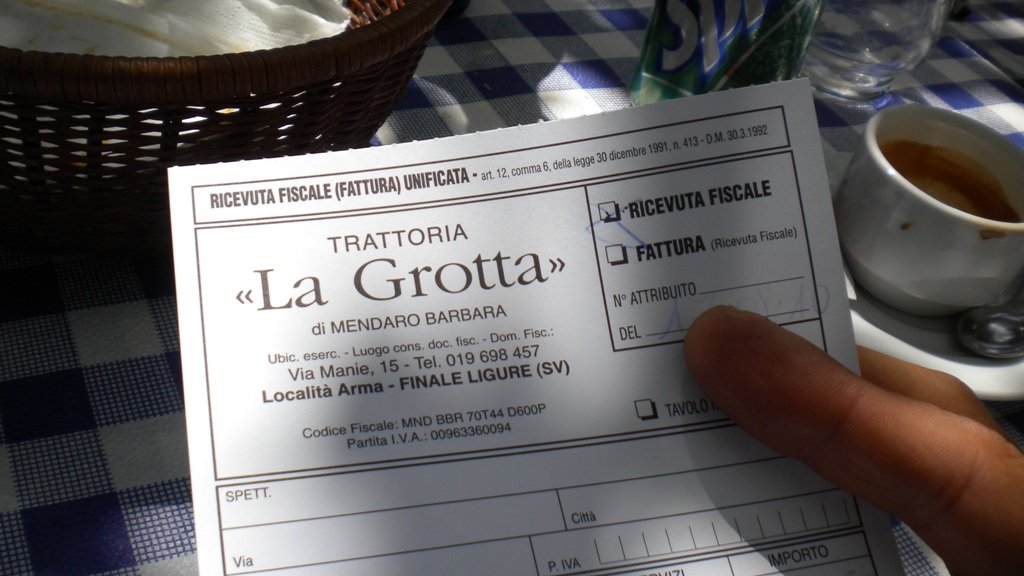 Spri
RICEVUTA FISCALE (FATTURA) UNIFICATA - art. 12, comma 6, della legge 30 dicembre 1991, n. 413 - D.M. 30.3.1992
TRATTORIA
«La Grotta»
di MENDARO BARBARA
Ubic. eserc. - Luogo cons. doc. fisc. - Dom. Fisc.:
Via Manie, 15 - Tel. 019 698 457
Località Arma - FINALE LIGURE (SV)
Codice Fiscale: MND BBR 70T44 D600P
Partita I.V.A.: 00963360094
RICEVUTA FISCALE
FATTURA (Ricevuta Fiscale)
N° ATTRIBUITO
DEL
TAVOLO
SPETT.
Via
Città
P. IVA
IMPORTO